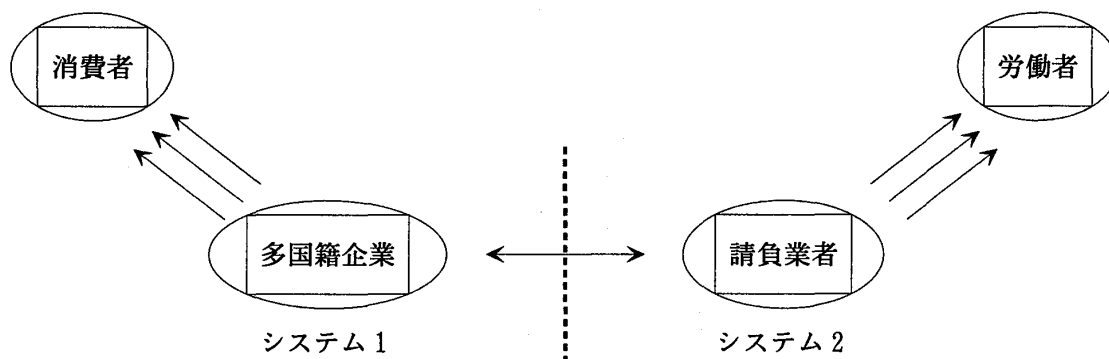 消費者
労働者
多国籍企業
請負業者
システム1
システム2